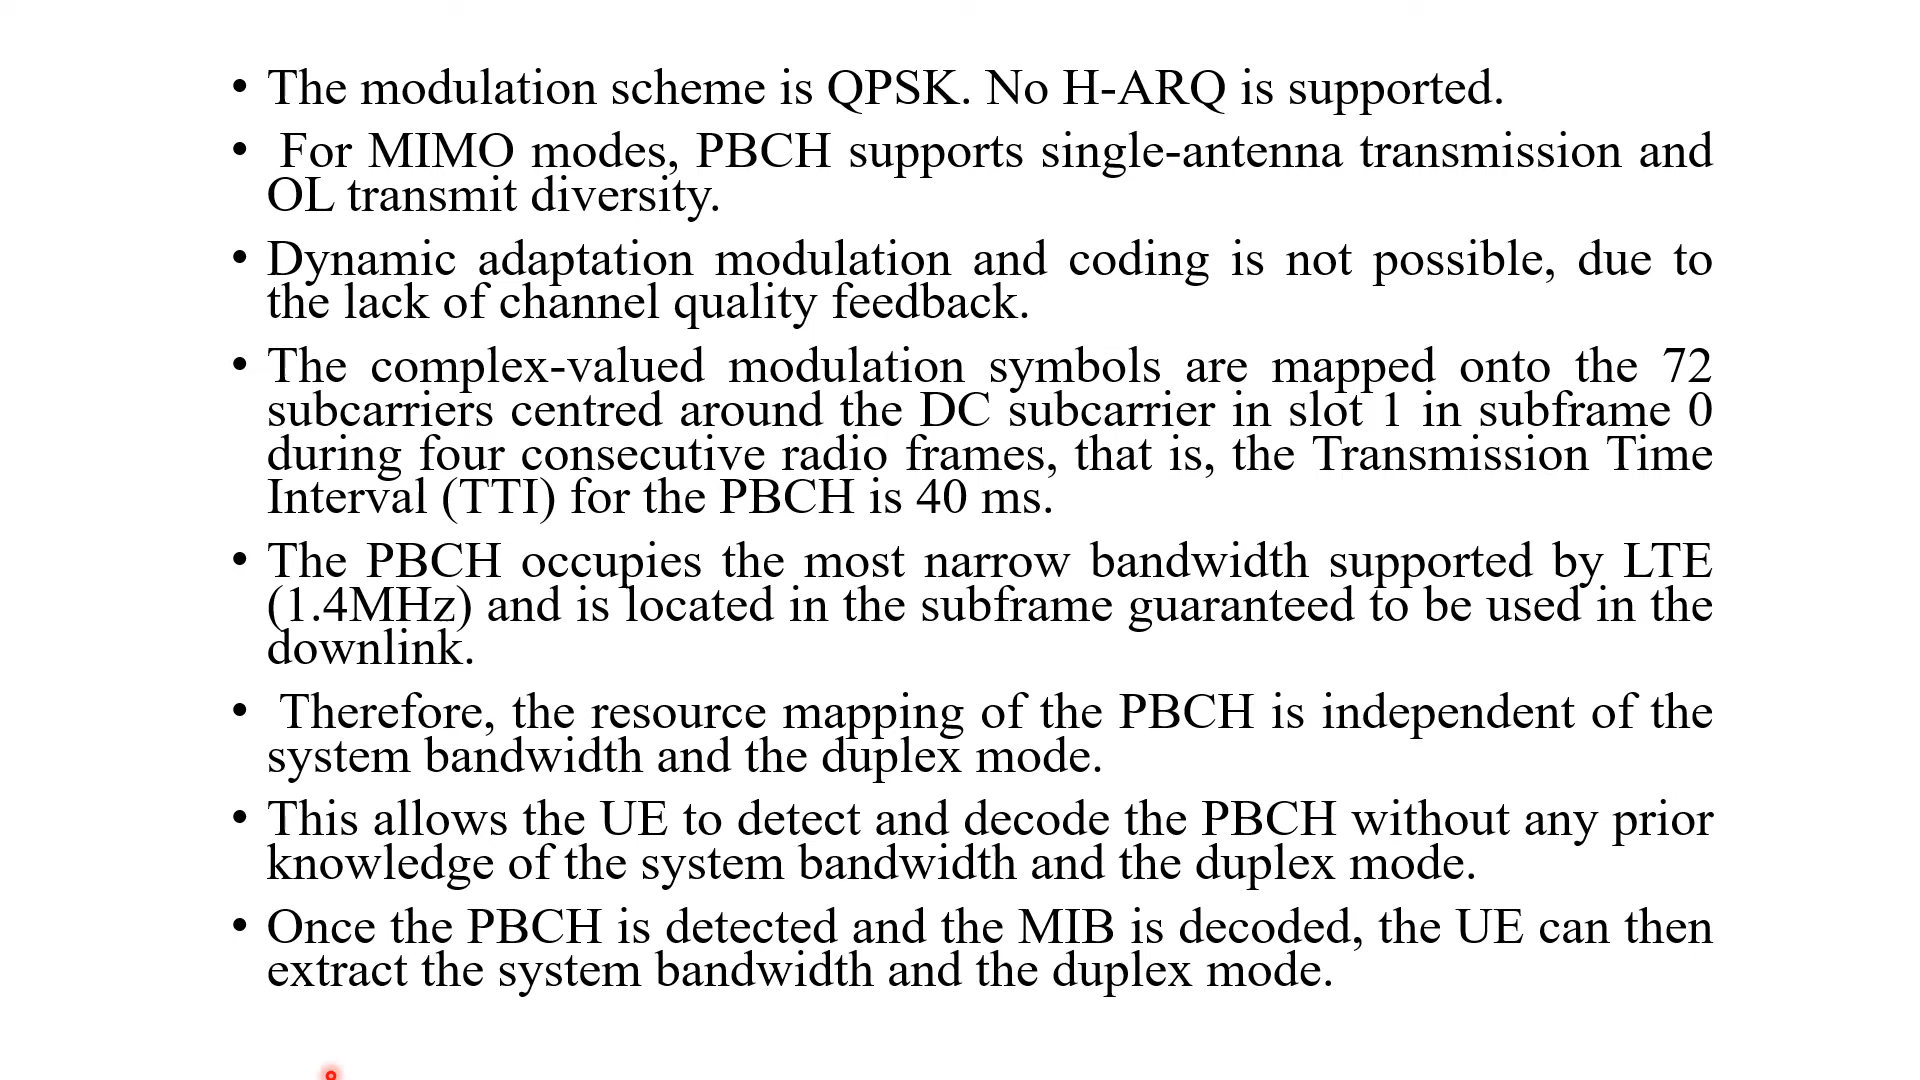 • The modulation scheme is QPSK. No H-ARQ is supported.
• For MIMO modes, PBCH supports single-antenna transmission and
OL transmit diversity.
• Dynamic adaptation modulation and coding is not possible, due to
the lack of channel quality feedback.
• The complex-valued modulation symbols are mapped onto the 72
subcarriers centred around the DC subcarrier in slot 1 in subframe 0
during four consecutive radio frames, that is, the Transmission Time
Interval (TTI) for the PBCH is 40 ms.
• The PBCH occupies the most narrow bandwidth supported by LTE
(1.4MHz) and is located in the subframe guaranteed to be used in the
downlink.
• Therefore, the resource mapping of the PBCH is independent of the
system bandwidth and the duplex mode.
• This allows the UE to detect and decode the PBCH without any prior
knowledge of the system bandwidth and the duplex mode.
• Once the PBCH is detected and the MIB is decoded, the UE can then
extract the system bandwidth and the duplex mode.